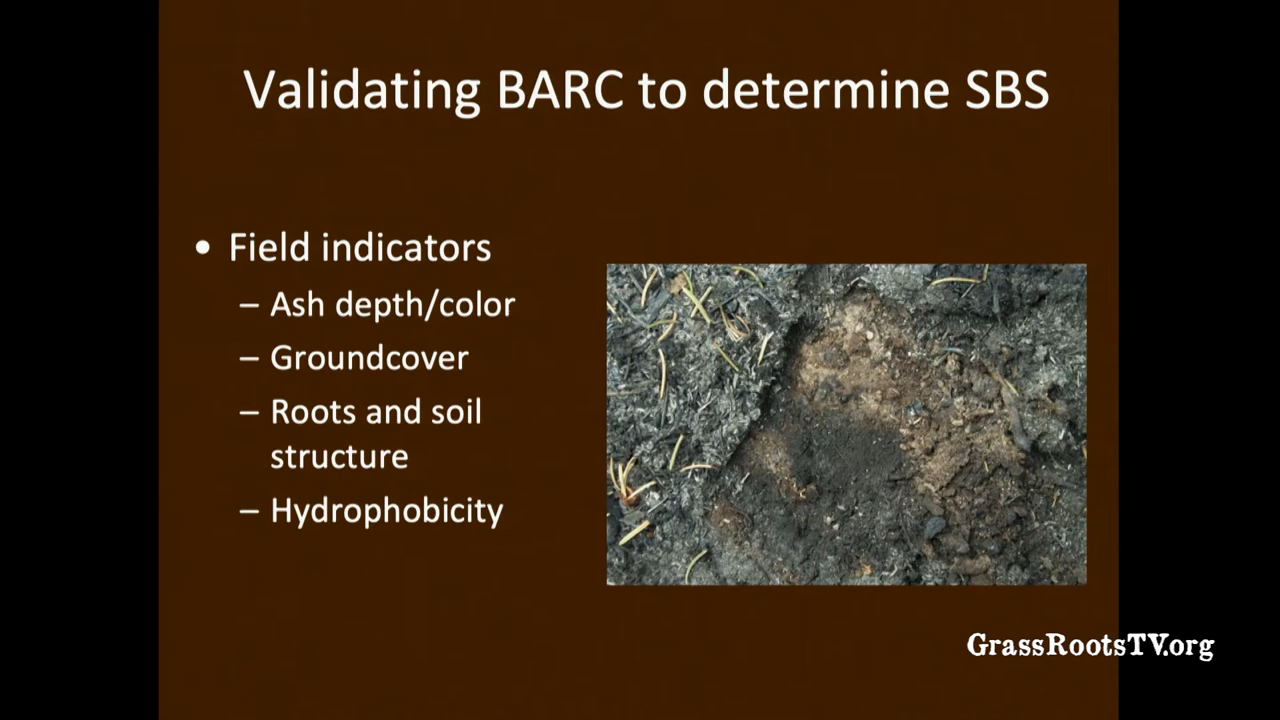 Validating BARC to determine SBS
• Field indicators
– Ash depth/color
– Groundcover
– Roots and soil
structure
– Hydrophobicity
GrassRootsTV.org